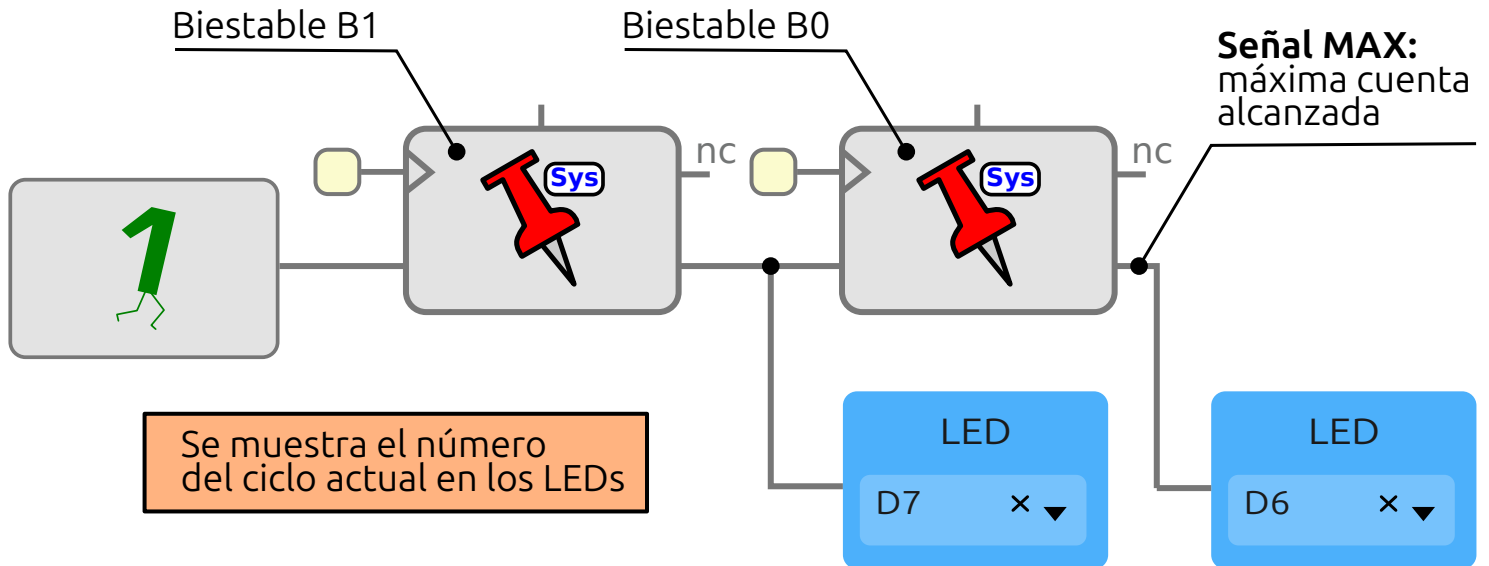 Biestable B1
Biestable B0
Señal MAX:
máxima cuenta
alcanzada
nc
nc
Sys
Sys
1
Se muestra el número
del ciclo actual en los LEDs
LED
D7
LED
D6